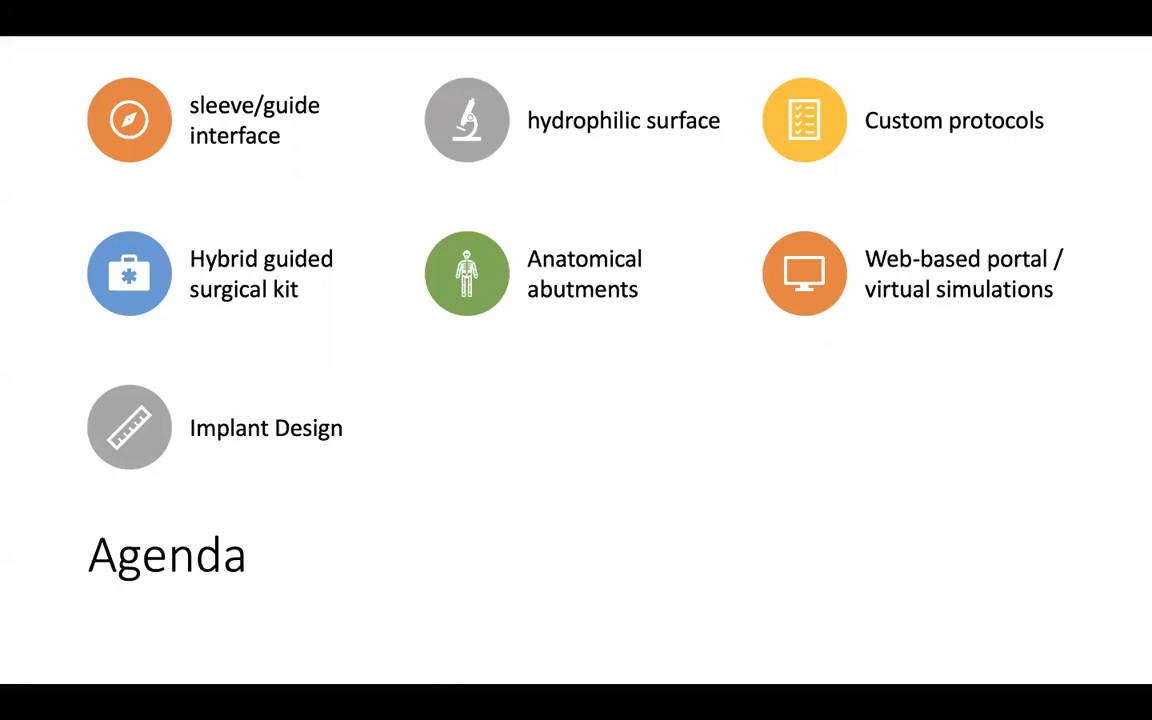 sleeve/guide
interface
hydrophilic surface
Custom protocols
Hybrid guided
surgical kit
Anatomical
abutments
Web-based portal /
virtual simulations
Implant Design
Agenda